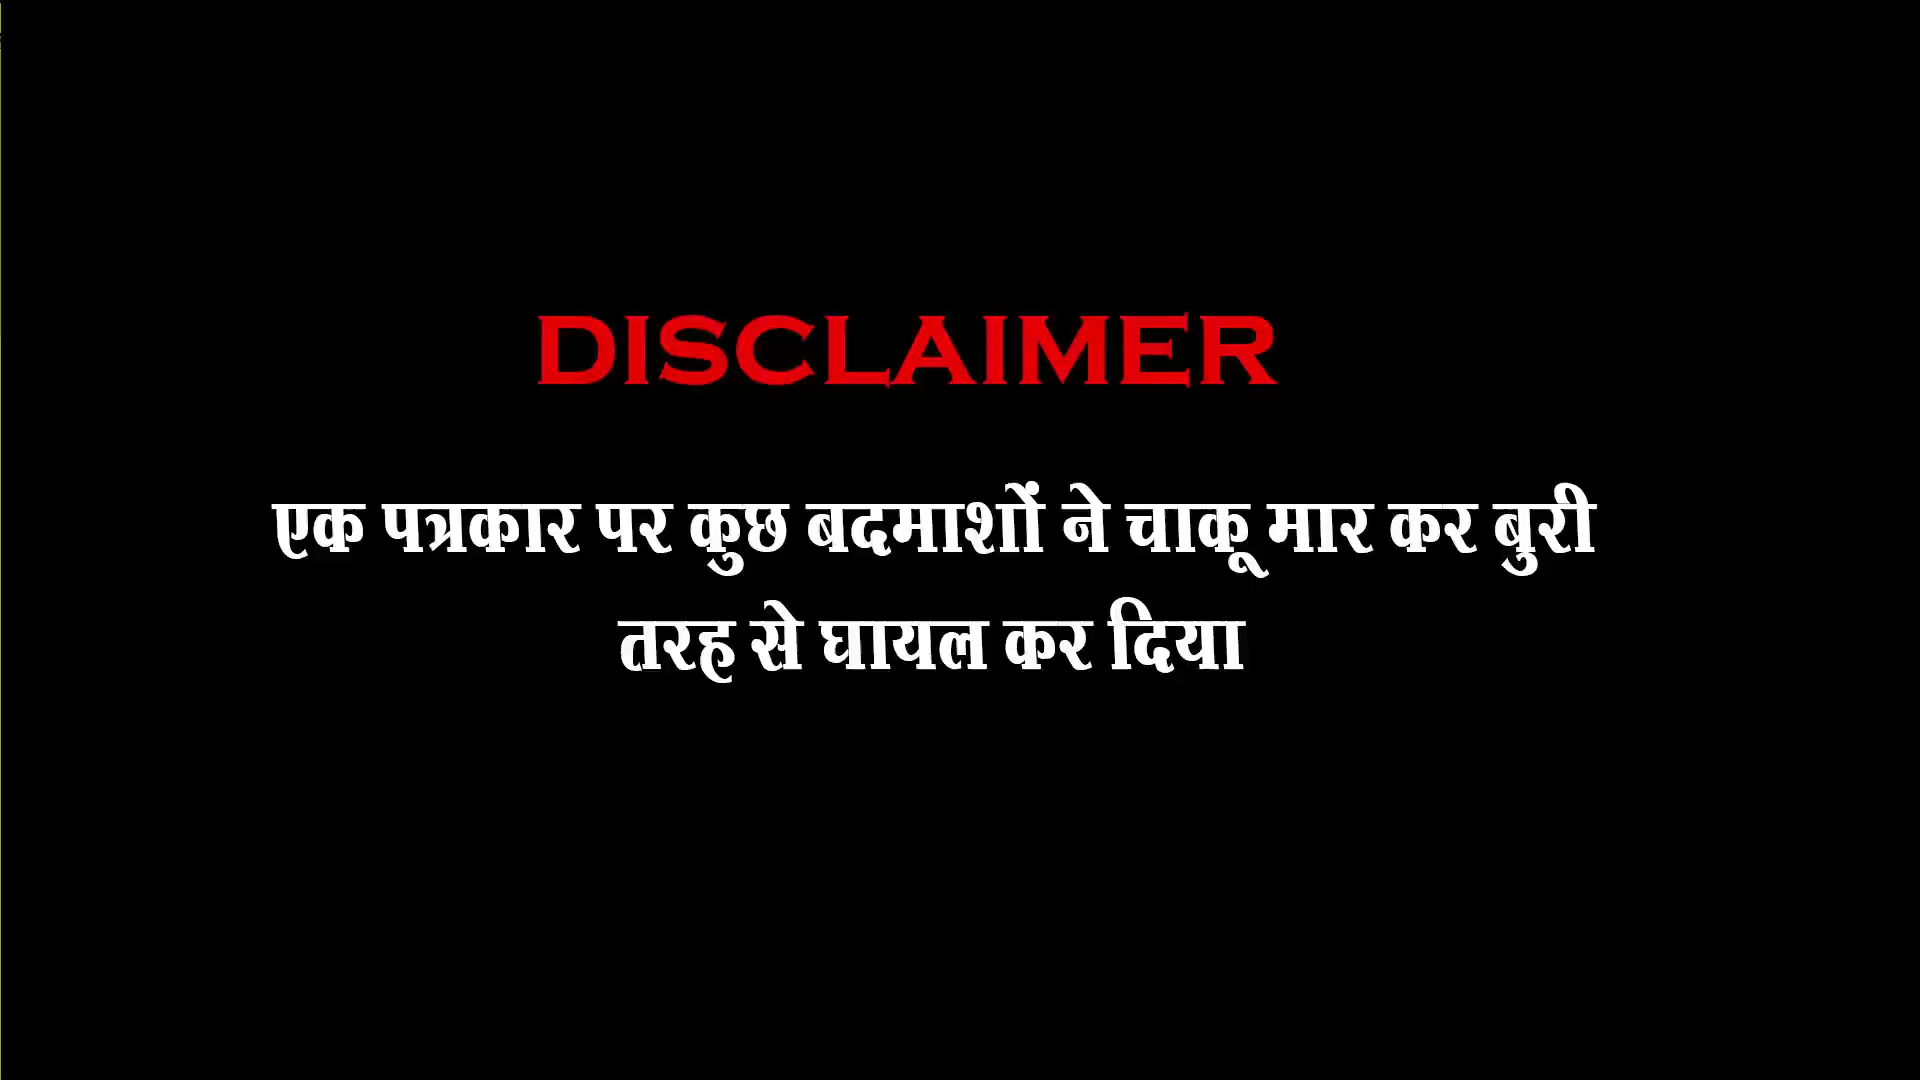 DISCLAIMER
एक पत्रकार पर कुछ बदमाशों ने चाकू मार कर बुरी
तरह से घायल कर दिया